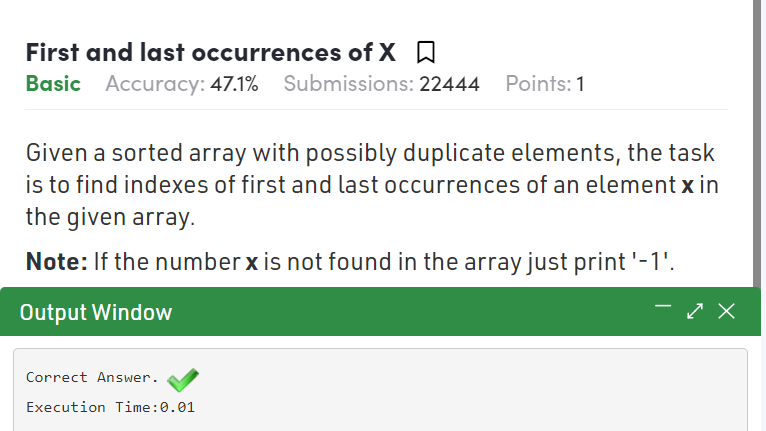 First and last occurrences of X
Basic Accuracy: 47.1% Submissions: 22444 Points: 1
Given a sorted array with possibly duplicate elements, the task
is to find indexes of first and last occurrences of an element x in
the given array.
Note: If the number x is not found in the array just print '-1'.
Output Window
Correct Answer.
Execution Time:0.01